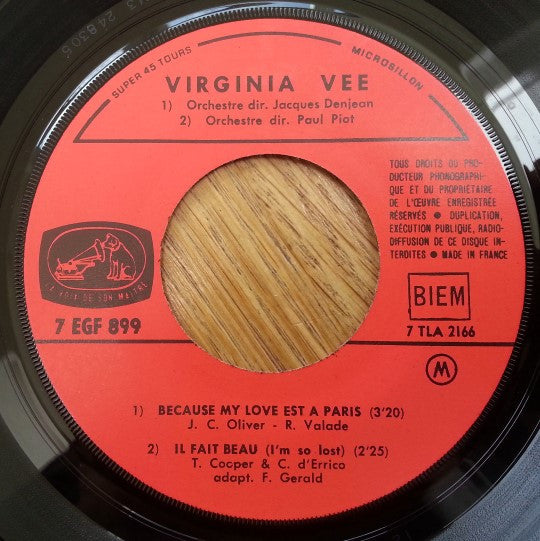 SUPER 45 TOURS
MICROSILLON
VIRGINIA VEE
1) Orchestre dir. Jacques Denjean
2) Orchestre dir. Paul Piot
TOUS DROITS DU PRO-
DUCTEUR PHONOGRAPHI-
QUE ET DU PROPRIÉTAIRE
DE L'ŒUVRE ENREGISTRÉE
RÉSERVÉS ● DUPLICATION,
EXÉCUTION PUBLIQUE, RADIO-
DIFFUSION DE CE DISQUE IN-
TERDITES ● MADE IN FRANCE
LA VOIX DE SON MAITRE
7 EGF 899
BIEM
7 TLA 2166
M
1) BECAUSE MY LOVE EST A PARIS (3'20)
J. C. Oliver - R. Valade
2) IL FAIT BEAU (I'm so lost) (2'25)
T. Cooper & C. d'Errico
adapt. F. Gerald